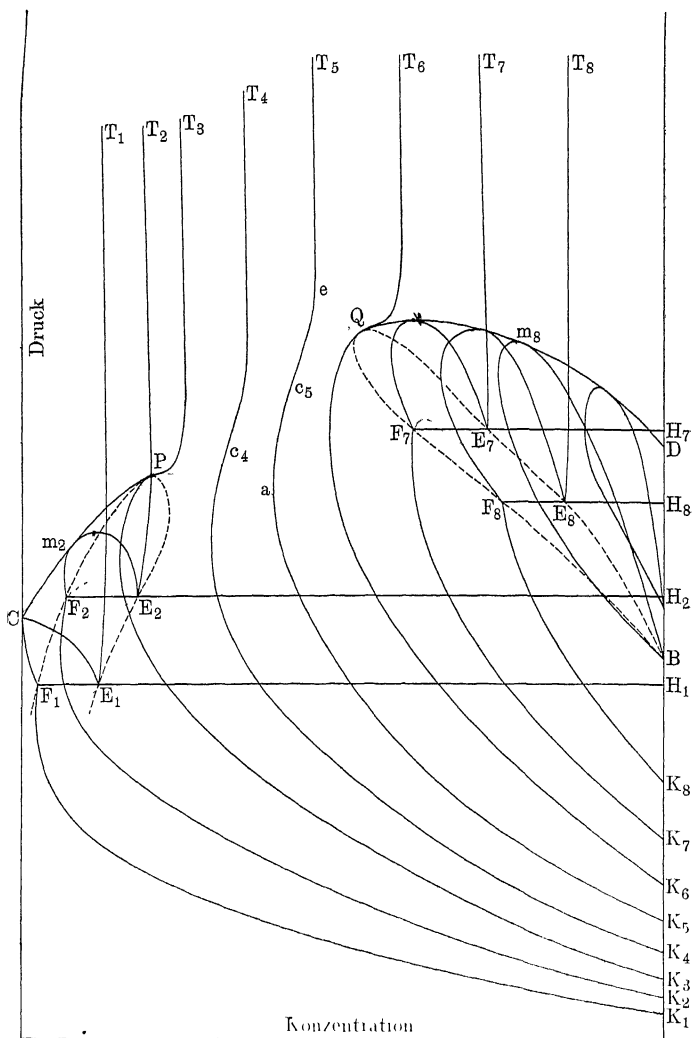 T₅
T₆
T₇
T₈
T₄
T₃
T₁
T₂
e
Q
Druck
m₈
c₅
H₇
F₇
E₇
D
c₄
P
a
H₈
F₈
E₈
m₂
H₂
F₂
E₂
C
B
H₁
F₁
E₁
K₈
K₇
K₆
K₅
K₄
K₃
K₂
K₁
Konzentration